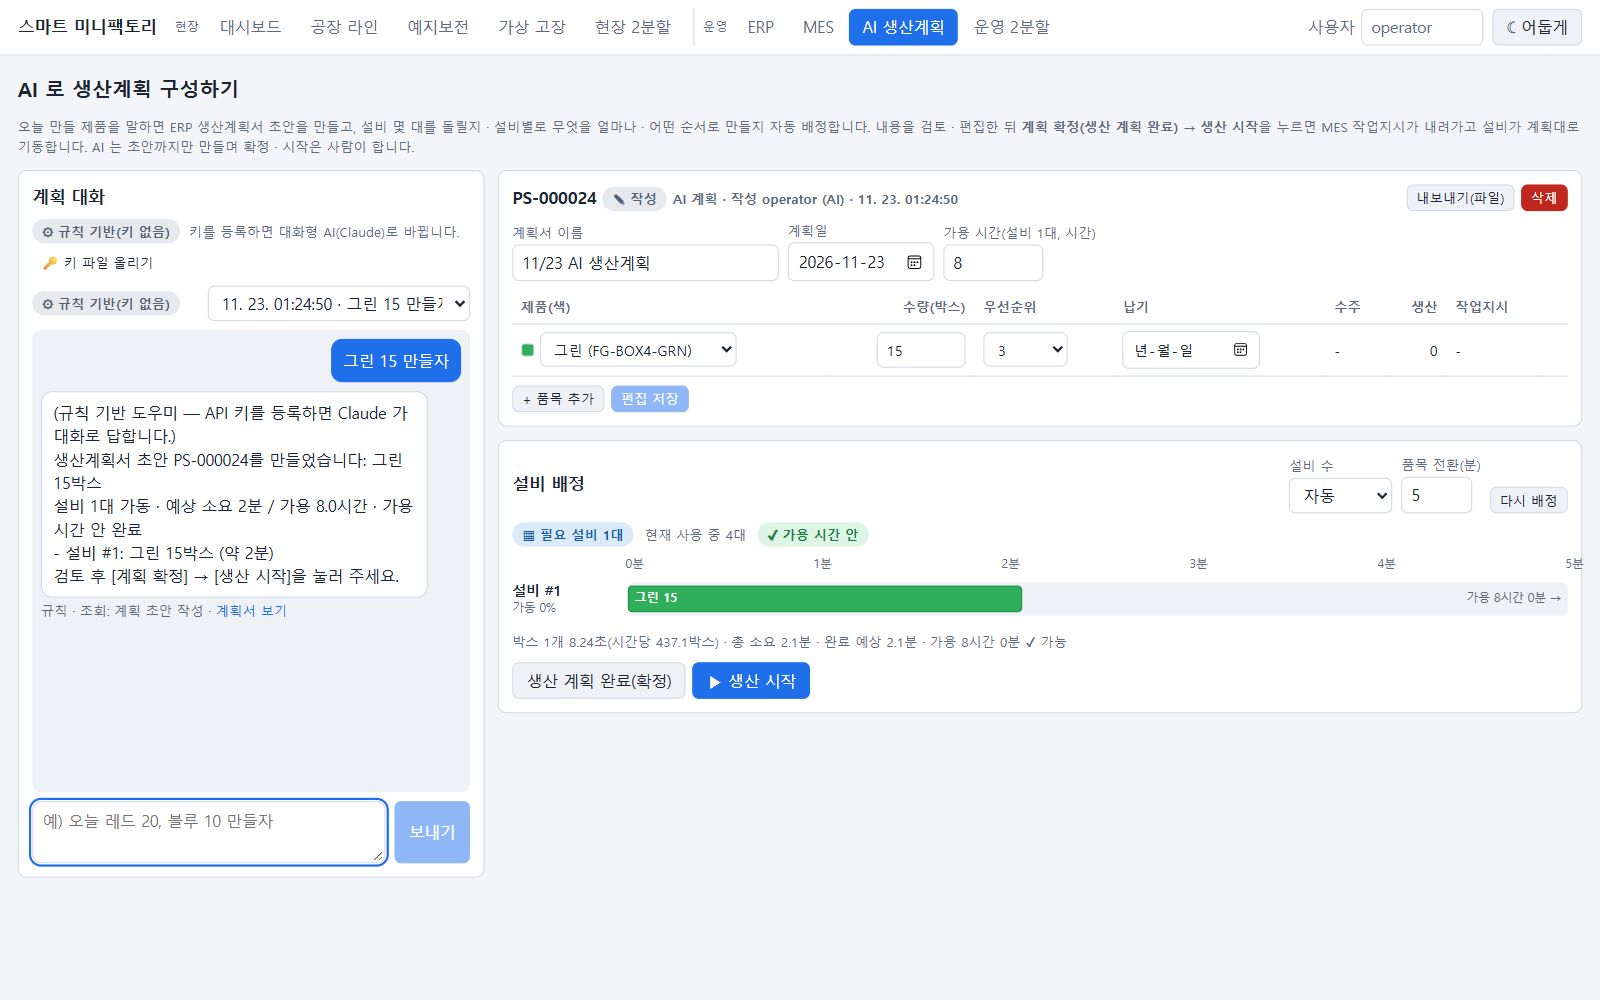 스마트 미니팩토리 현장 대시보드 공장 라인 예지보전 가상 고장 현장 2분할 운영 ERP MES AI 생산계획 운영 2분할 사용자 operator ☾ 어둡게
AI 로 생산계획 구성하기
오늘 만들 제품을 말하면 ERP 생산계획서 초안을 만들고, 설비 몇 대를 돌릴지 · 설비별로 무엇을 얼마나 · 어떤 순서로 만들지 자동 배정합니다. 내용을 검토 · 편집한 뒤 계획 확정(생산 계획 완료) → 생산 시작을 누르면 MES 작업지시가 내려가고 설비가 계획대로
기동합니다. AI 는 초안까지만 만들며 확정 · 시작은 사람이 합니다.
계획 대화
⚙ 규칙 기반(키 없음) 키를 등록하면 대화형 AI(Claude)로 바뀝니다.
🔑 키 파일 올리기
⚙ 규칙 기반(키 없음) 11. 23. 01:24:50 · 그린 15 만들자
그린 15 만들자
(규칙 기반 도우미 — API 키를 등록하면 Claude 가
대화로 답합니다.)
생산계획서 초안 PS-000024를 만들었습니다: 그린
15박스
설비 1대 가동 · 예상 소요 2분 / 가용 8.0시간 · 가용
시간 안 완료
- 설비 #1: 그린 15박스 (약 2분)
검토 후 [계획 확정] → [생산 시작]을 눌러 주세요.
규칙 · 조회: 계획 초안 작성 · 계획서 보기
예) 오늘 레드 20, 블루 10 만들자
보내기
PS-000024 ✎ 작성 AI 계획 · 작성 operator (AI) · 11. 23. 01:24:50 내보내기(파일) 삭제
계획서 이름 계획일 가용 시간(설비 1대, 시간)
11/23 AI 생산계획 2026-11-23 8
제품(색) 수량(박스) 우선순위 납기 수주 생산 작업지시
그린 (FG-BOX4-GRN) 15 3 년-월-일 - 0 -
+ 품목 추가 편집 저장
설비 배정
설비 수 품목 전환(분)
자동 5 다시 배정
▦ 필요 설비 1대 현재 사용 중 4대 ✓ 가용 시간 안
0분 1분 2분 3분 4분 5분
설비 #1
가동 0%
그린 15 가용 8시간 0분 →
박스 1개 8.24초(시간당 437.1박스) · 총 소요 2.1분 · 완료 예상 2.1분 · 가용 8시간 0분 ✓ 가능
생산 계획 완료(확정) ▶ 생산 시작